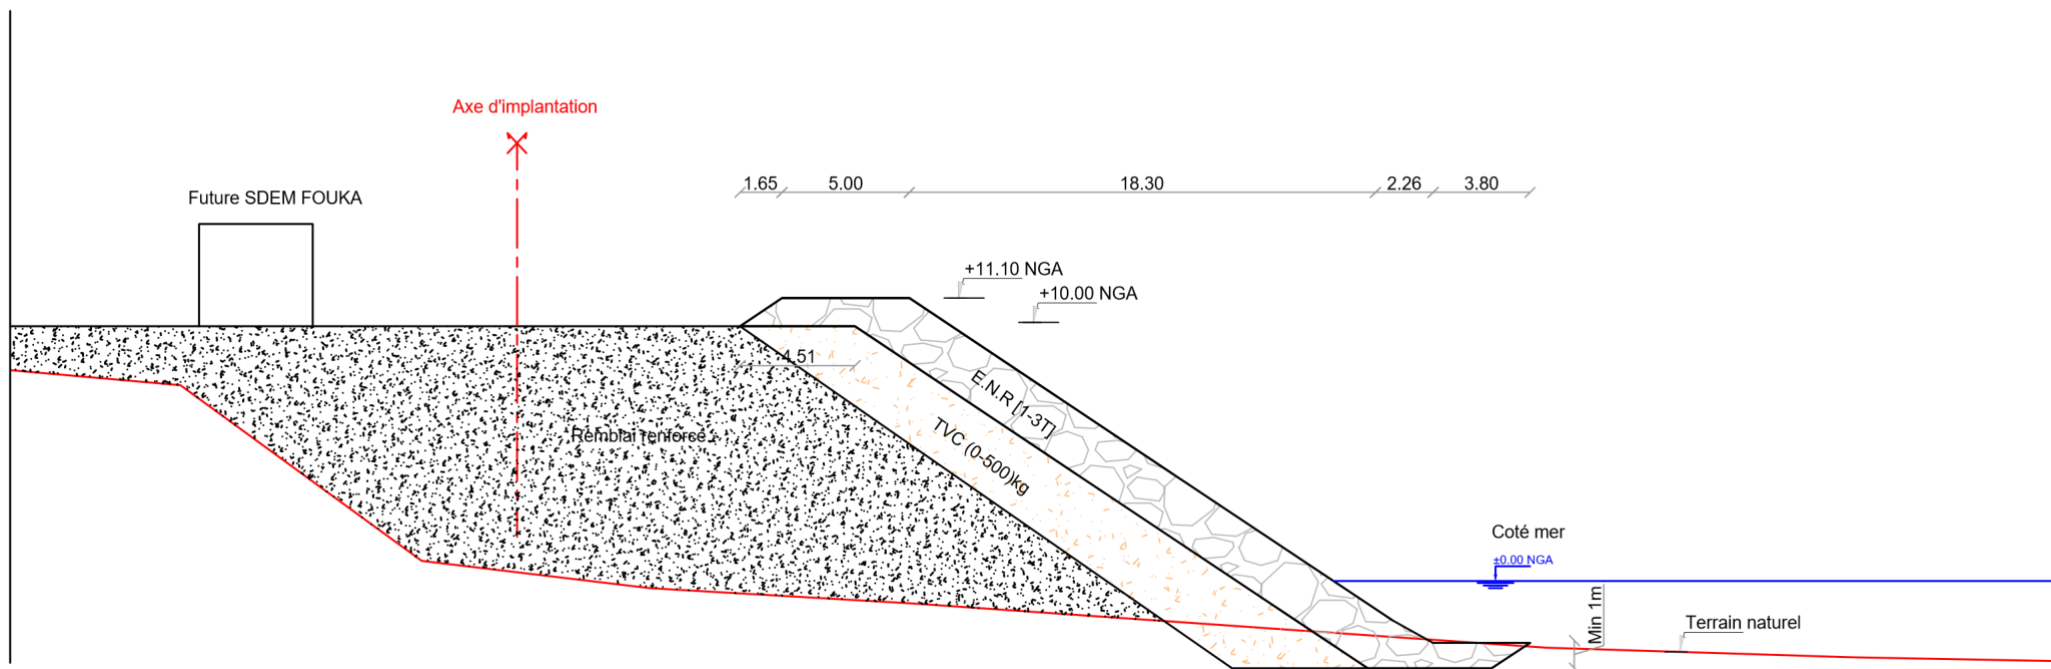 Axe d'implantation
Future SDEM FOUKA
1.65 5.00 18.30 2.26 3.80
+11.10 NGA
+10.00 NGA
4.51
E.N.R [1-3T]
Remblai renforcé
TVC (0-500)kg
Coté mer
±0.00 NGA
Min 1m
Terrain naturel